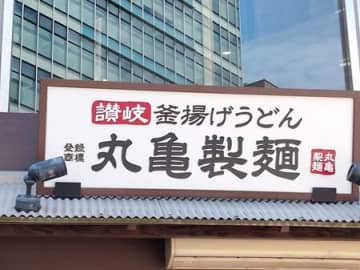 讃岐 釜揚げうどん
登録商標 丸亀製麺
丸亀製麺